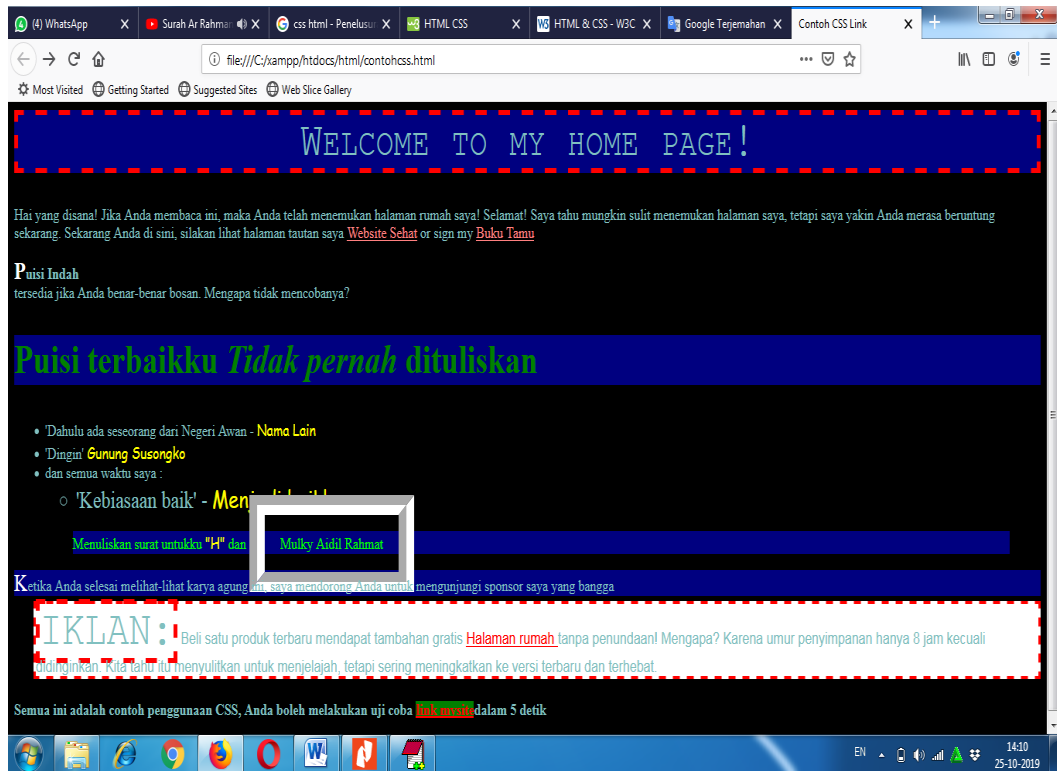 (4) WhatsApp
Surah Ar Rahman
css html - Penelusur
HTML CSS
HTML & CSS - W3C
Google Terjemahan
Contoh CSS Link
file:///C:/xampp/htdocs/html/contohcss.html
Most Visited Getting Started Suggested Sites Web Slice Gallery
WELCOME TO MY HOME PAGE!
Hai yang disana! Jika Anda membaca ini, maka Anda telah menemukan halaman rumah saya! Selamat! Saya tahu mungkin sulit menemukan halaman saya, tetapi saya yakin Anda merasa beruntung
sekarang. Sekarang Anda di sini, silakan lihat halaman tautan saya Website Sehat or sign my Buku Tamu
Puisi Indah
tersedia jika Anda benar-benar bosan. Mengapa tidak mencobanya?
Puisi terbaikku Tidak pernah dituliskan
'Dahulu ada seseorang dari Negeri Awan - Nama Lain
'Dingin' Gunung Susongko
dan semua waktu saya :
'Kebiasaan baik' -
Menuliskan surat untukku "H" dan Mulky Aidil Rahmat
Ketika Anda selesai melihat-lihat karya agung ini, saya mendorong Anda untuk mengunjungi sponsor saya yang bangga
IKLAN: Beli satu produk terbaru mendapat tambahan gratis Halaman rumah tanpa penundaan! Mengapa? Karena umur penyimpanan hanya 8 jam kecuali
didinginkan. Kita tahu itu menyulitkan untuk menjelajah, tetapi sering meningkatkan ke versi terbaru dan terhebat.
Semua ini adalah contoh penggunaan CSS, Anda boleh melakukan uji coba link mysite dalam 5 detik
EN
14:10
25-10-2019